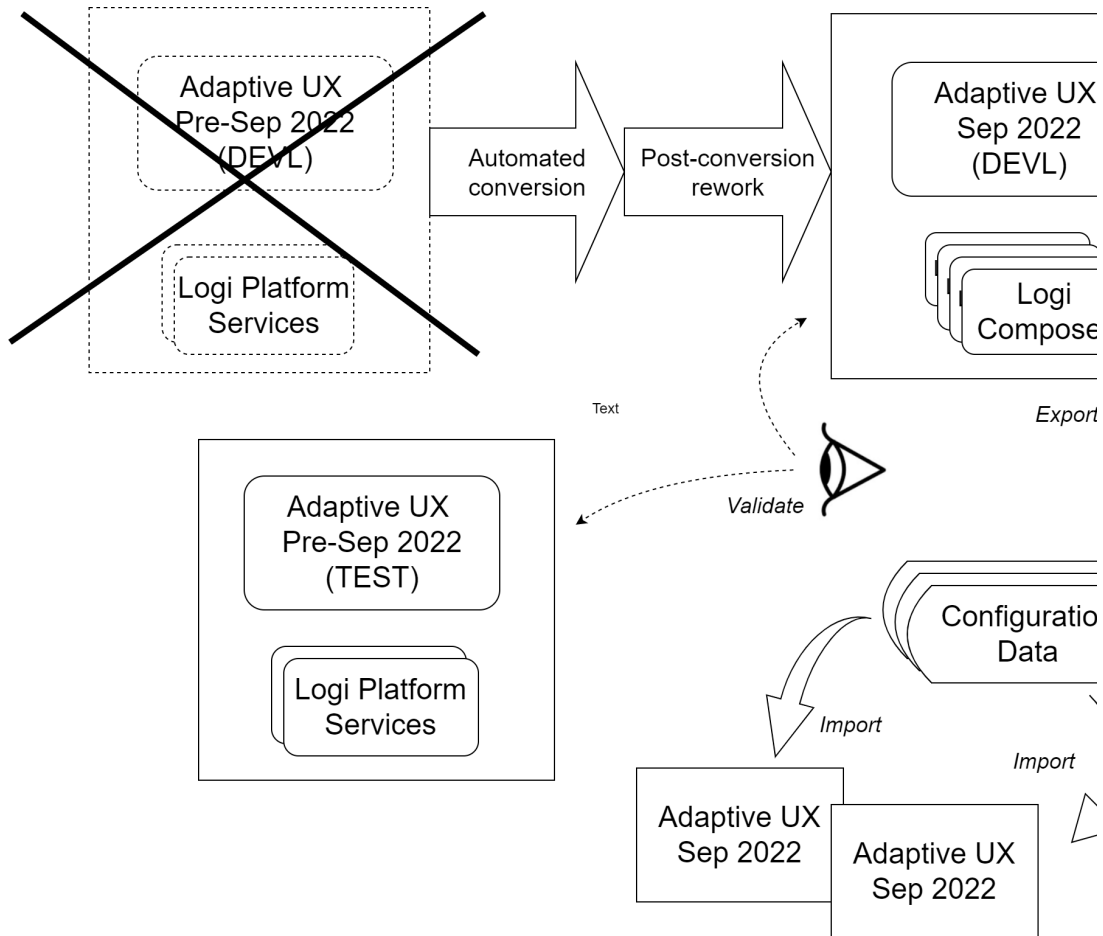 Adaptive UX
Pre-Sep 2022
(DEVL)
Logi Platform
Services
Automated
conversion
Post-conversion
rework
Adaptive UX
Sep 2022
(DEVL)
Logi
Compose
Export
Text
Validate
Adaptive UX
Pre-Sep 2022
(TEST)
Logi Platform
Services
Configuratio
Data
Import
Import
Adaptive UX
Sep 2022
Adaptive UX
Sep 2022